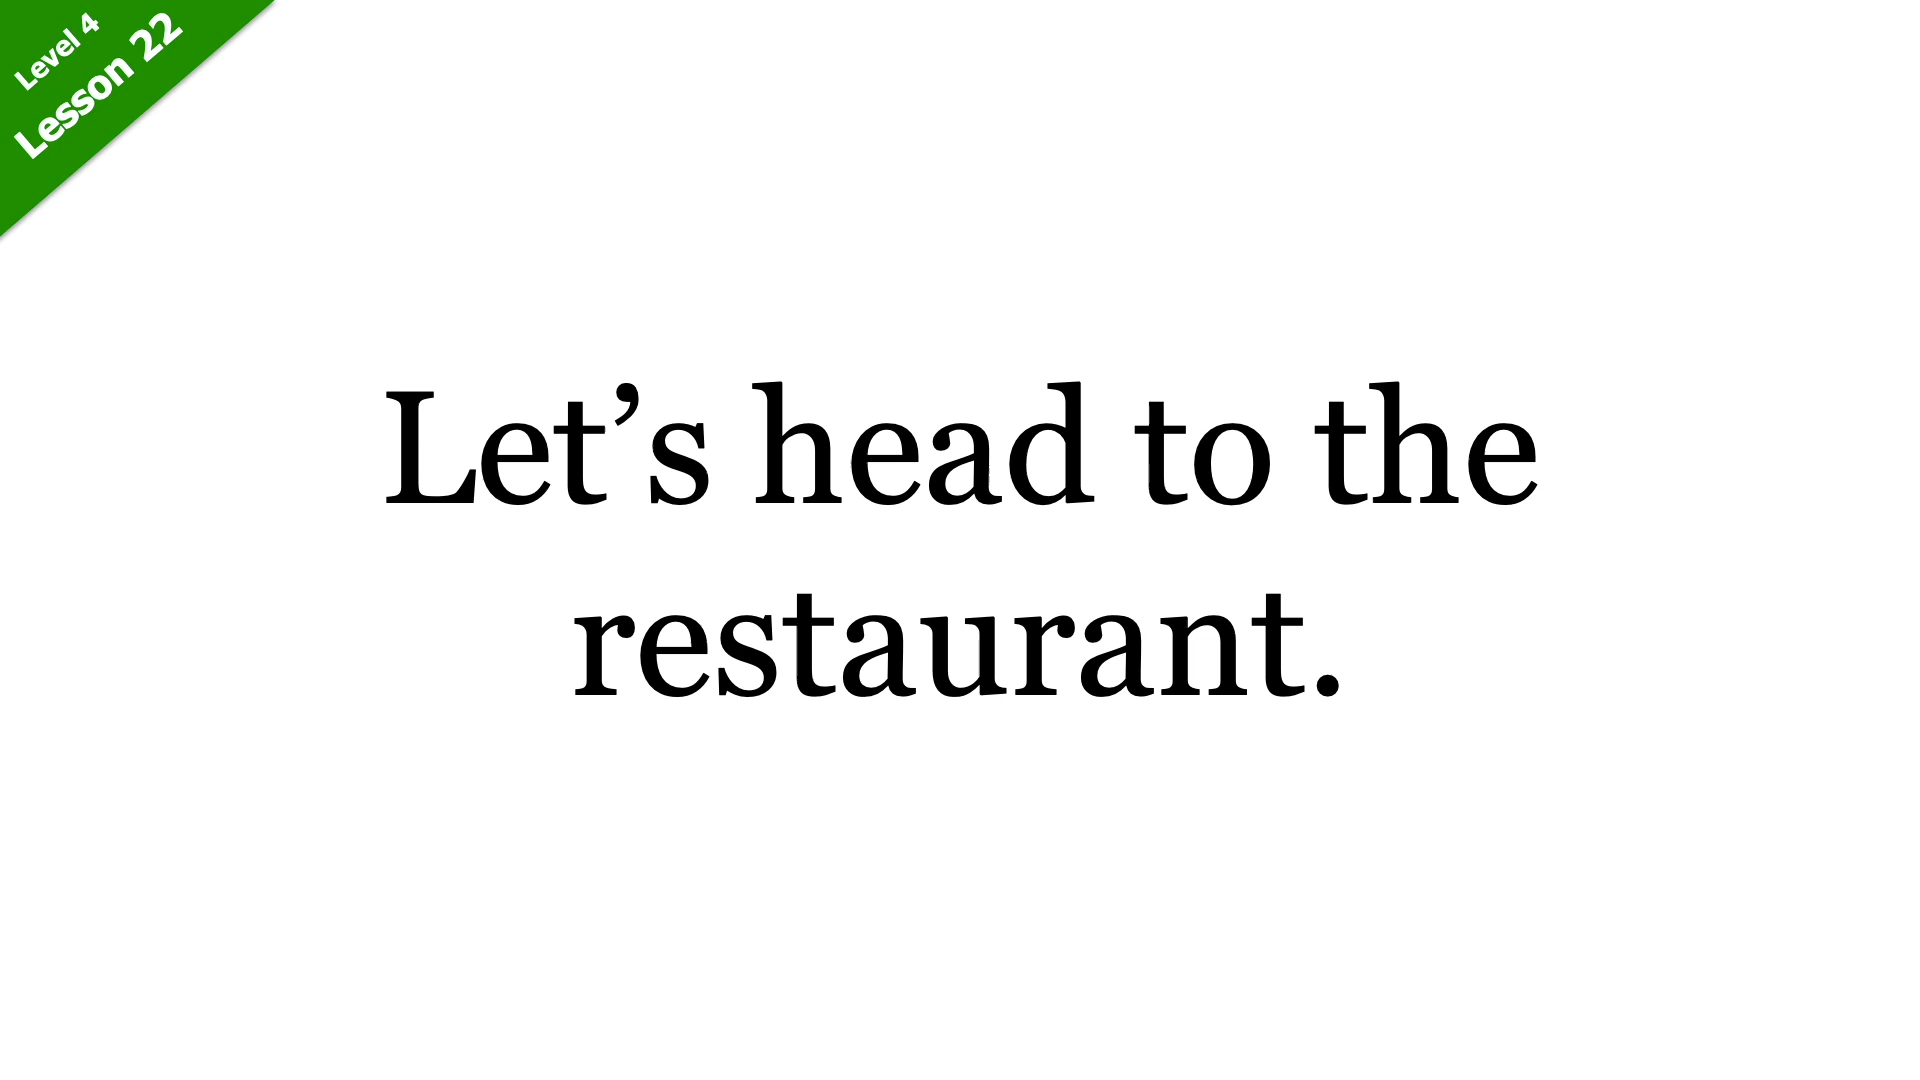 Level 4
Lesson 22
Let’s head to the
restaurant.